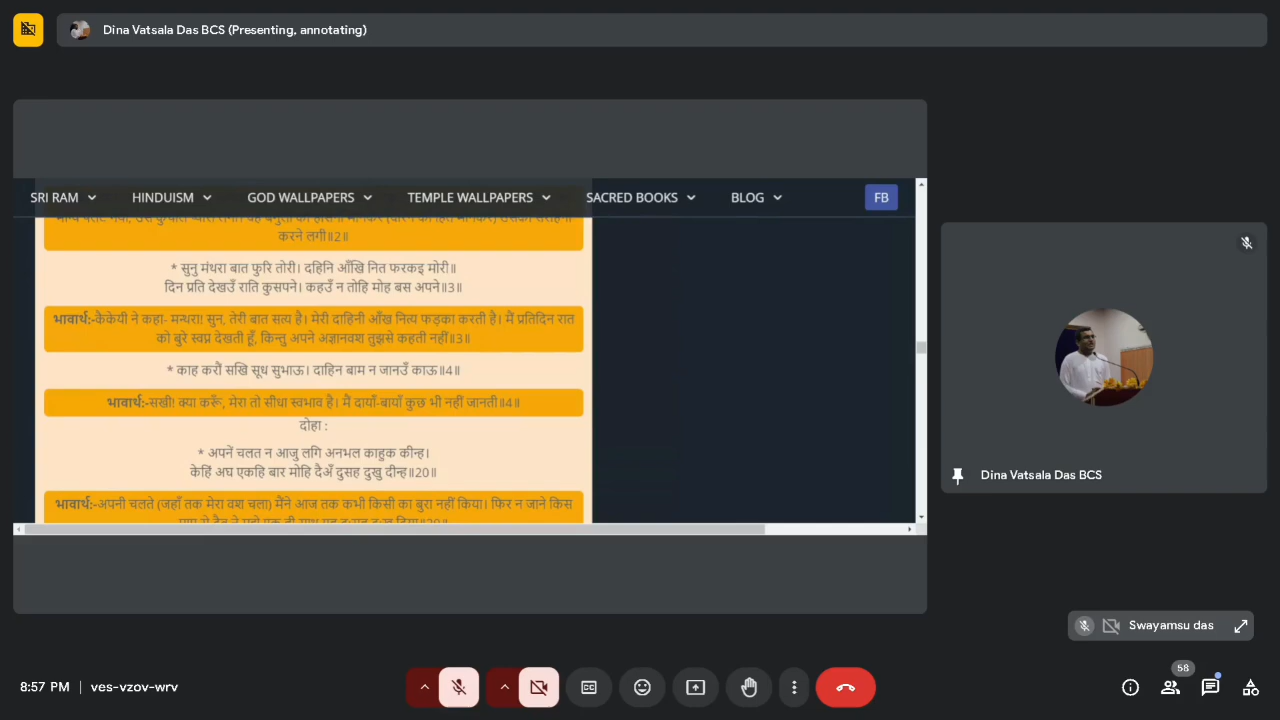 Dina Vatsala Das BCS (Presenting, annotating)
SRI RAM HINDUISM GOD WALLPAPERS TEMPLE WALLPAPERS SACRED BOOKS BLOG FB
करने लगी॥2॥
* सुनु मंथरा बात फुरि तोरी। दहिनि आँखि नित फरकइ मोरी॥
दिन प्रति देखउँ राति कुसपने। कहउँ न तोहि मोह बस अपने॥3॥
भावार्थ:-कैकेयी ने कहा- मन्थरा! सुन, तेरी बात सत्य है। मेरी दाहिनी आँख नित्य फड़का करती है। मैं प्रतिदिन रात
को बुरे स्वप्न देखती हूँ, किन्तु अपने अज्ञानवश तुझसे कहती नहीं॥3॥
* काह करौं सखि सूध सुभाऊ। दाहिन बाम न जानउँ काऊ॥4॥
भावार्थ:-सखी! क्या करूँ, मेरा तो सीधा स्वभाव है। मैं दायाँ-बायाँ कुछ भी नहीं जानती॥4॥
दोहा :
* अपनें चलत न आजु लगि अनभल काहुक कीन्ह।
केहिं अघ एकहि बार मोहि दैअँ दुसह दुखु दीन्ह॥20॥
भावार्थ:-अपनी चलते (जहाँ तक मेरा वश चला) मैंने आज तक कभी किसी का बुरा नहीं किया। फिर न जाने किस
Dina Vatsala Das BCS
Swayamsu das
58
8:57 PM ves-vzov-wrv